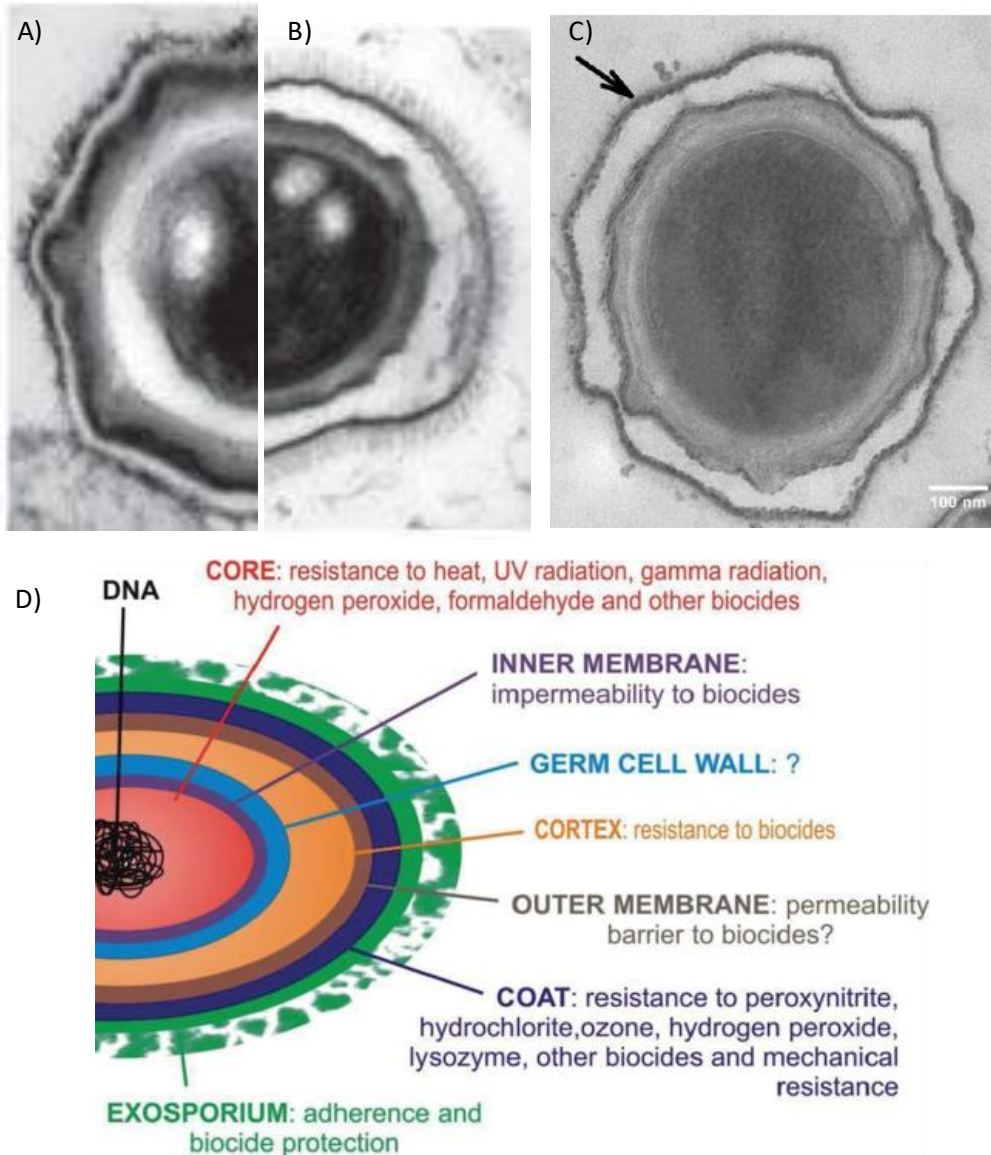 A)
B)
C)
100 nm
D)
DNA
CORE: resistance to heat, UV radiation, gamma radiation,
hydrogen peroxide, formaldehyde and other biocides
INNER MEMBRANE:
impermeability to biocides
GERM CELL WALL: ?
CORTEX: resistance to biocides
OUTER MEMBRANE: permeability
barrier to biocides?
COAT: resistance to peroxynitrite,
hydrochlorite,ozone, hydrogen peroxide,
lysozyme, other biocides and mechanical
resistance
EXOSPORIUM: adherence and
biocide protection